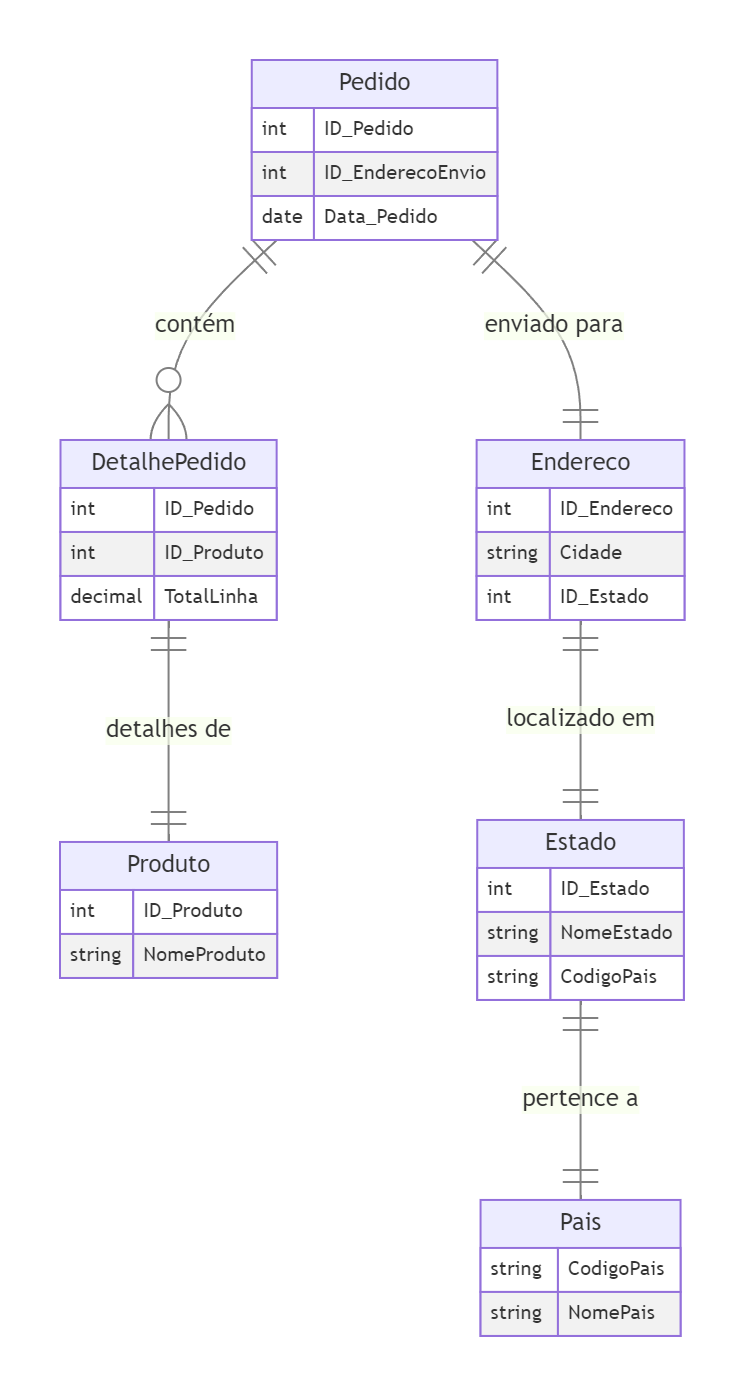 Pedido
int ID_Pedido
int ID_EnderecoEnvio
date Data_Pedido
contém
enviado para
DetalhePedido
int ID_Pedido
int ID_Produto
decimal TotalLinha
Endereco
int ID_Endereco
string Cidade
int ID_Estado
detalhes de
localizado em
Produto
int ID_Produto
string NomeProduto
Estado
int ID_Estado
string NomeEstado
string CodigoPais
pertence a
Pais
string CodigoPais
string NomePais